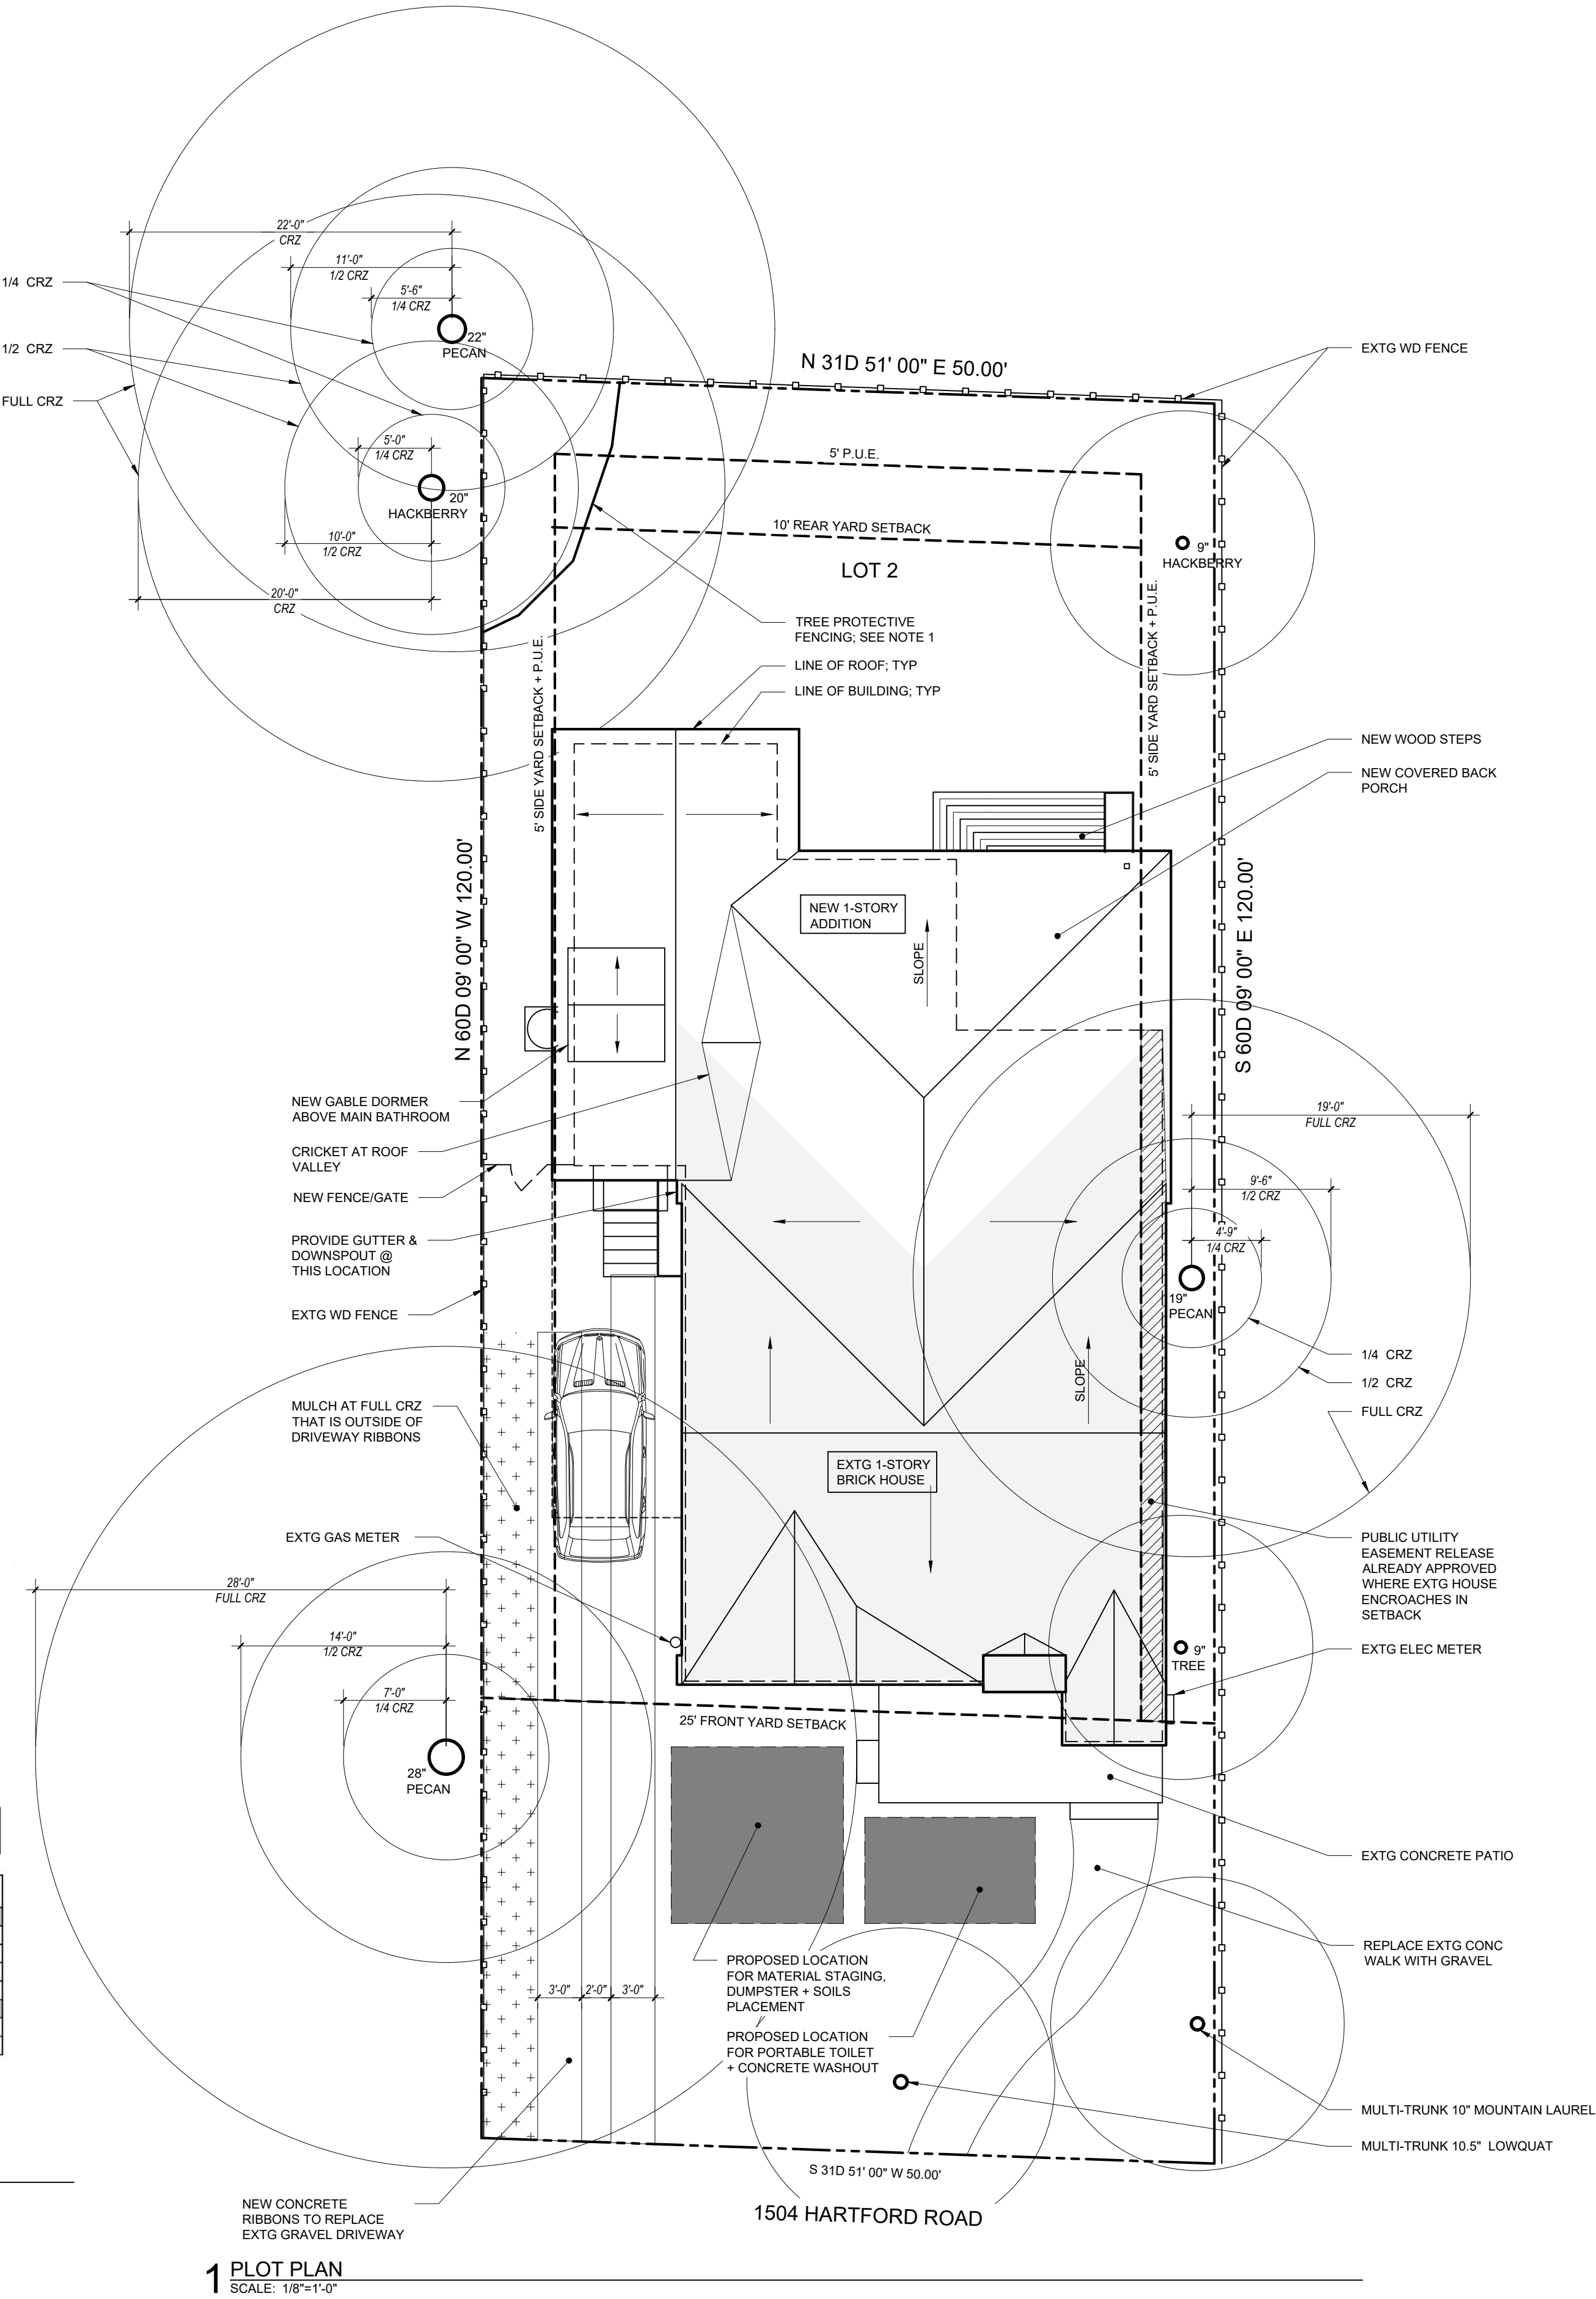 22'-0"
CRZ
11'-0"
1/2 CRZ
5'-6"
1/4 CRZ
1/4 CRZ
22"
PECAN
1/2 CRZ
FULL CRZ
N 31D 51' 00" E 50.00'
EXTG WD FENCE
5'-0"
1/4 CRZ
20"
HACKBERRY
10'-0"
1/2 CRZ
20'-0"
CRZ
5' P.U.E.
10' REAR YARD SETBACK
LOT 2
9"
HACKBERRY
TREE PROTECTIVE
FENCING; SEE NOTE 1
LINE OF ROOF; TYP
LINE OF BUILDING; TYP
5' SIDE YARD SETBACK + P.U.E.
5' SIDE YARD SETBACK + P.U.E.
NEW WOOD STEPS
NEW COVERED BACK
PORCH
N 60D 09' 00" W 120.00'
S 60D 09' 00" E 120.00'
NEW 1-STORY
ADDITION
SLOPE
NEW GABLE DORMER
ABOVE MAIN BATHROOM
CRICKET AT ROOF
VALLEY
NEW FENCE/GATE
PROVIDE GUTTER &
DOWNSPOUT @
THIS LOCATION
EXTG WD FENCE
19'-0"
FULL CRZ
9'-6"
1/2 CRZ
4'-9"
1/4 CRZ
19"
PECAN
1/4 CRZ
1/2 CRZ
FULL CRZ
SLOPE
MULCH AT FULL CRZ
THAT IS OUTSIDE OF
DRIVEWAY RIBBONS
EXTG 1-STORY
BRICK HOUSE
EXTG GAS METER
PUBLIC UTILITY
EASEMENT RELEASE
ALREADY APPROVED
WHERE EXTG HOUSE
ENCROACHES IN
SETBACK
28'-0"
FULL CRZ
14'-0"
1/2 CRZ
7'-0"
1/4 CRZ
28"
PECAN
9"
TREE
EXTG ELEC METER
25' FRONT YARD SETBACK
EXTG CONCRETE PATIO
REPLACE EXTG CONC
WALK WITH GRAVEL
3'-0"
2'-0"
3'-0"
PROPOSED LOCATION
FOR MATERIAL STAGING,
DUMPSTER + SOILS
PLACEMENT
PROPOSED LOCATION
FOR PORTABLE TOILET
+ CONCRETE WASHOUT
MULTI-TRUNK 10" MOUNTAIN LAUREL
MULTI-TRUNK 10.5" LOWQUAT
S 31D 51' 00" W 50.00'
1504 HARTFORD ROAD
NEW CONCRETE
RIBBONS TO REPLACE
EXTG GRAVEL DRIVEWAY
1 PLOT PLAN
SCALE: 1/8"=1'-0"